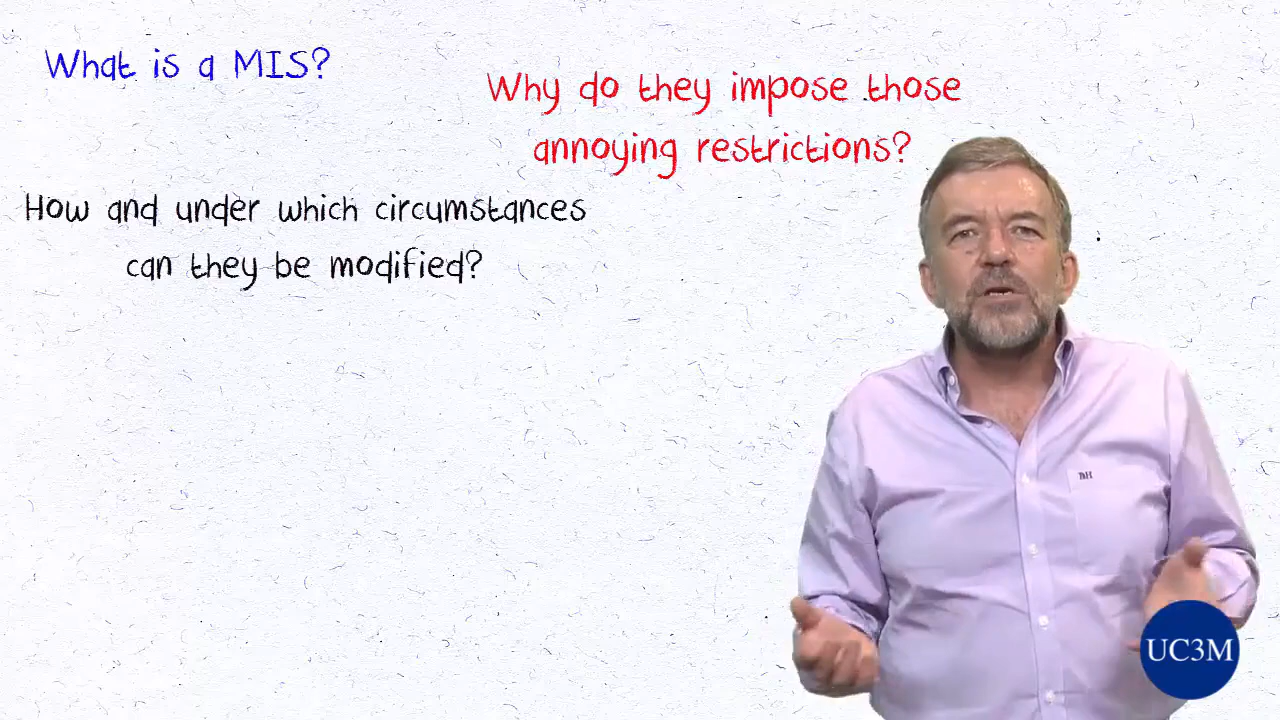 What is a MIS?
Why do they impose those
annoying restrictions?
How and under which circumstances
can they be modified?
UC3M